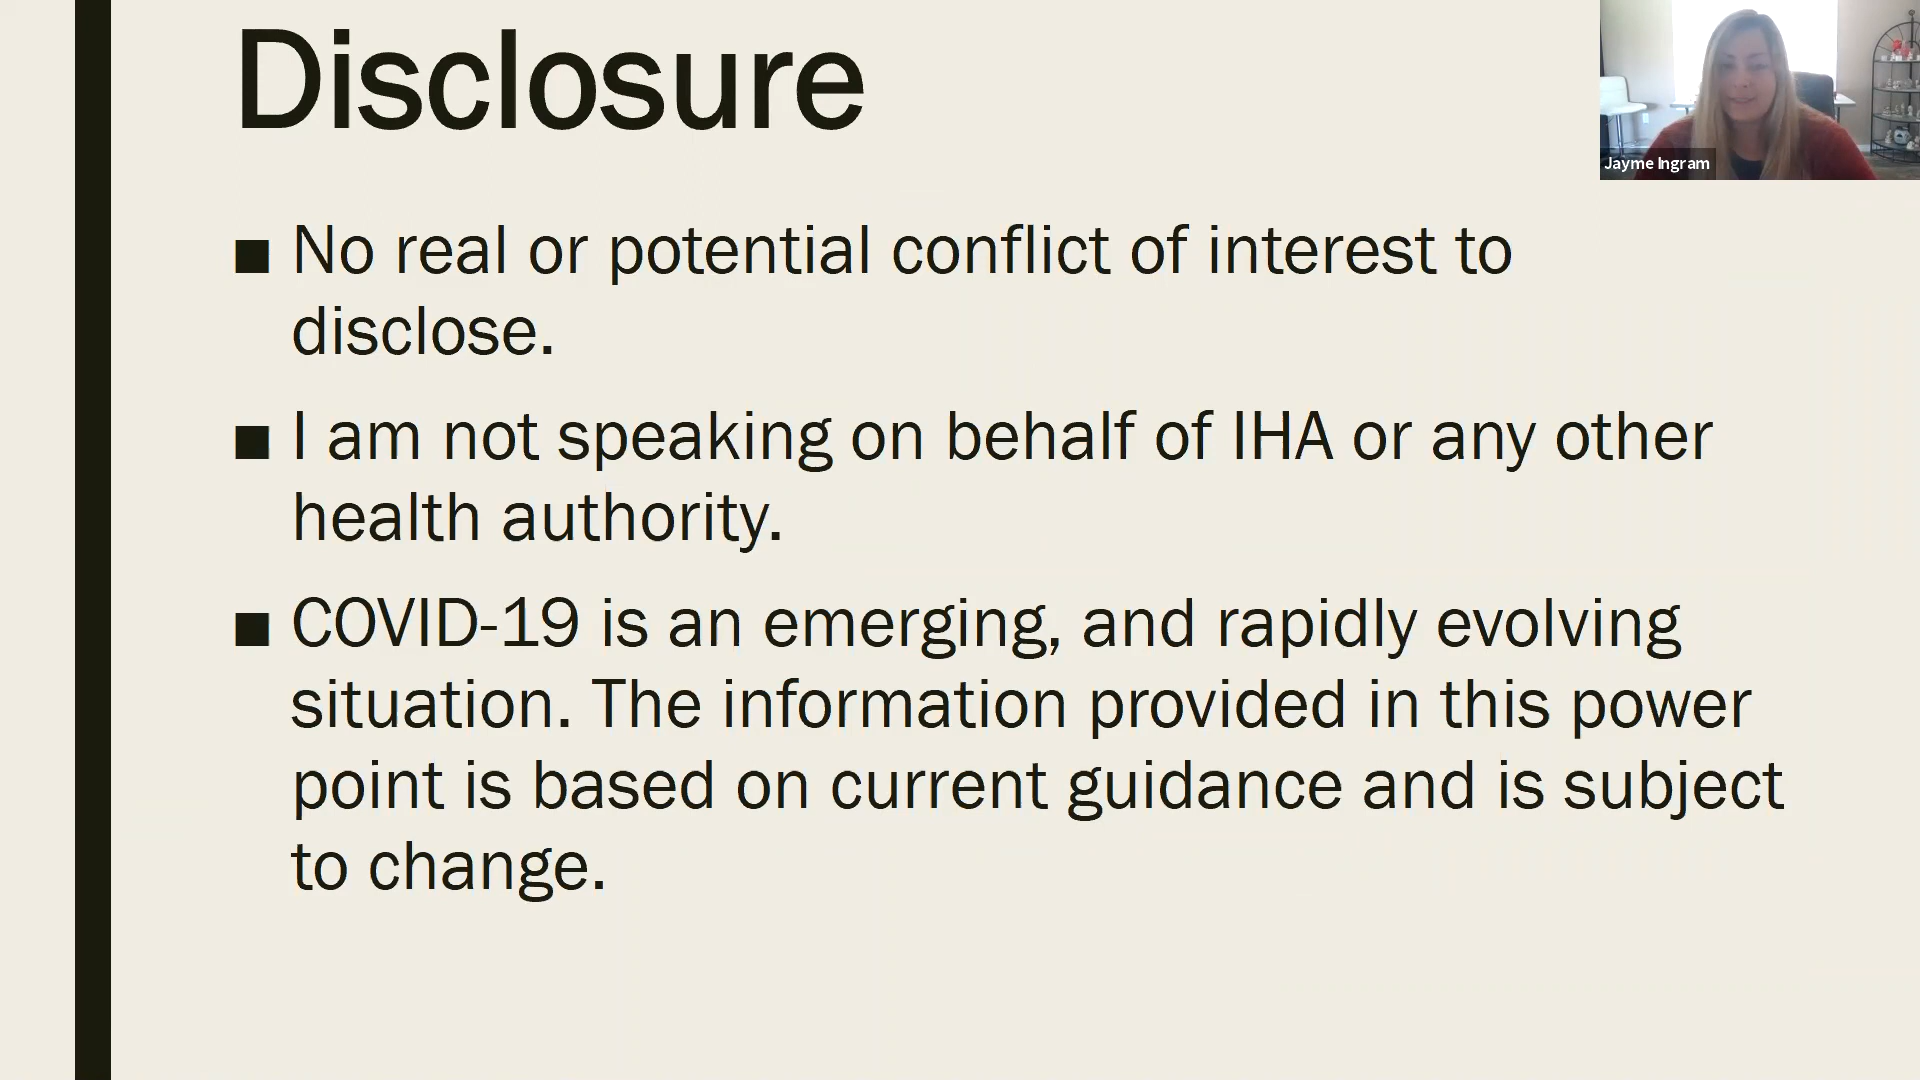 Disclosure
Jayme Ingram
■ No real or potential conflict of interest to
disclose.
■ I am not speaking on behalf of IHA or any other
health authority.
■ COVID-19 is an emerging, and rapidly evolving
situation. The information provided in this power
point is based on current guidance and is subject
to change.